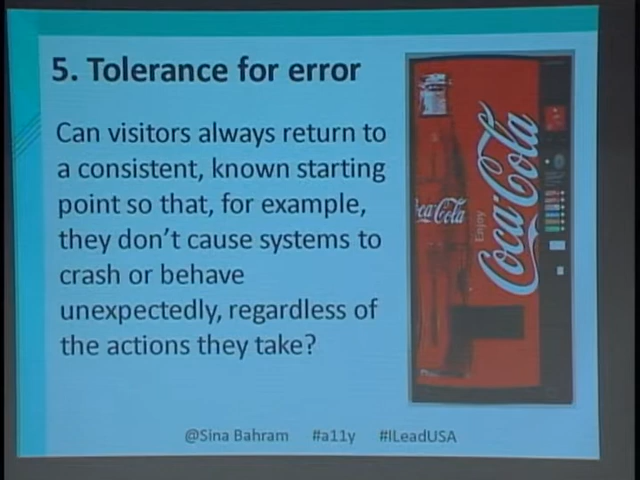 5. Tolerance for error
Can visitors always return to
a consistent, known starting
point so that, for example,
they don't cause systems to
crash or behave
unexpectedly, regardless of
the actions they take?
Coca-Cola
Enjoy
Coca-Cola
@Sina Bahram #a11y #ILeadUSA